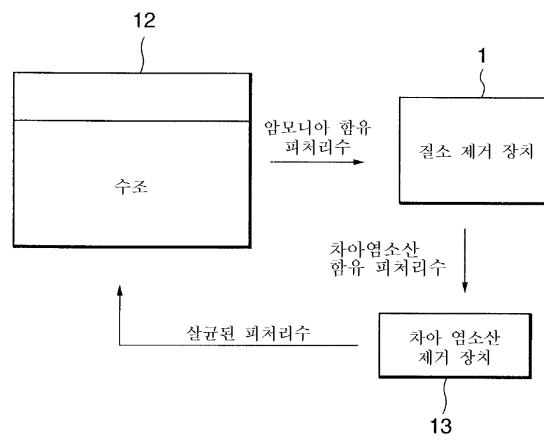 12
수조
암모니아 함유
피처리수
1
질소 제거 장치
차아염소산
함유 피처리수
차아 염소산
제거 장치
13
살균된 피처리수